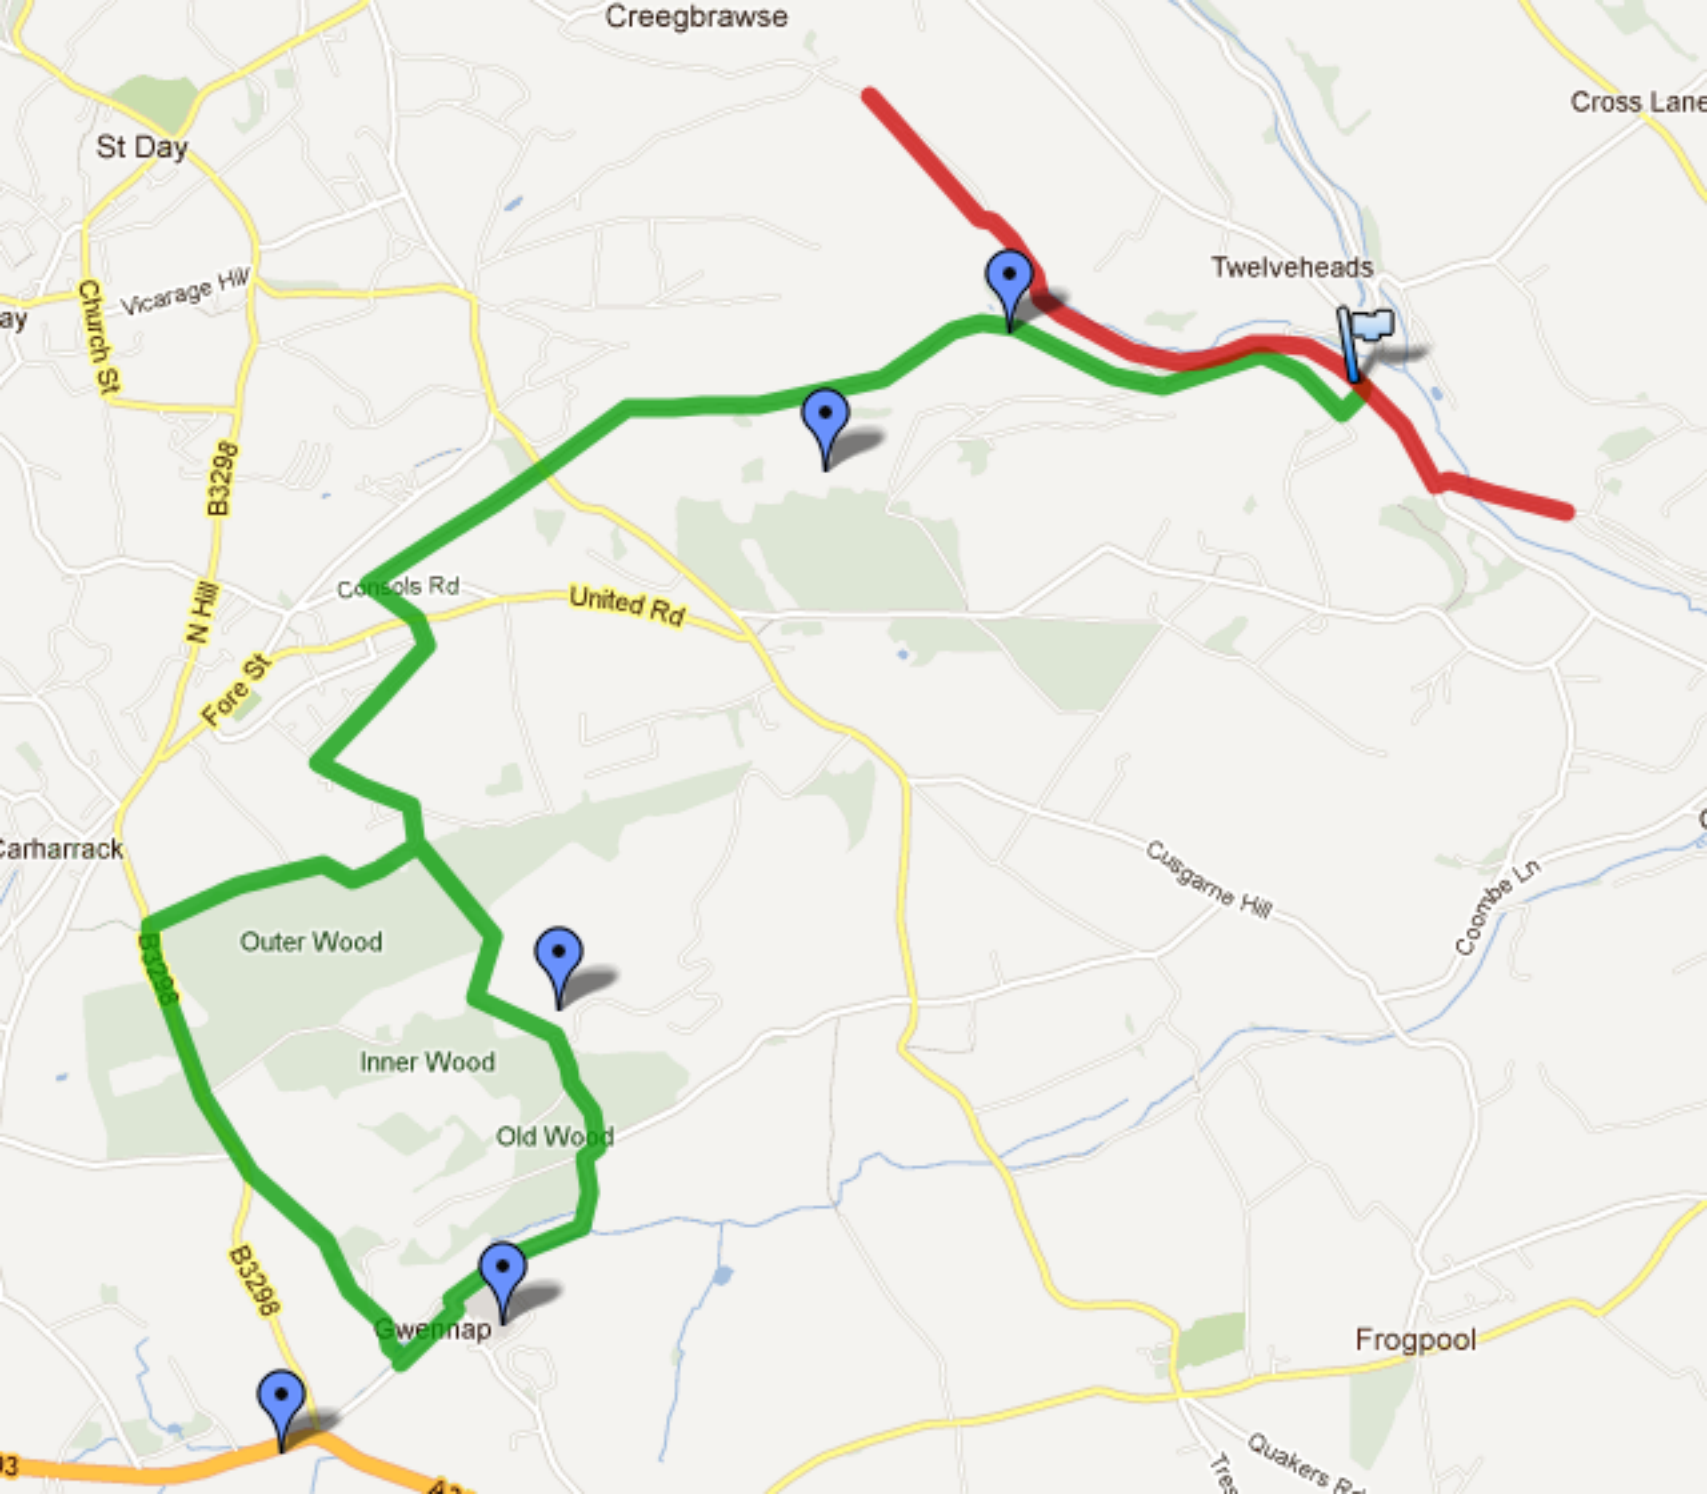 Creegbrawse
Cross Lane
St Day
Twelveheads
Vicarage Hill
ay
Church St
B3298
Consols Rd
United Rd
N Hill
Fore St
Carharrack
Cusgarne Hill
Coombe Ln
Outer Wood
B3298
Inner Wood
Old Wood
B3298
Gwennap
Frogpool
Quakers Rd
Tres